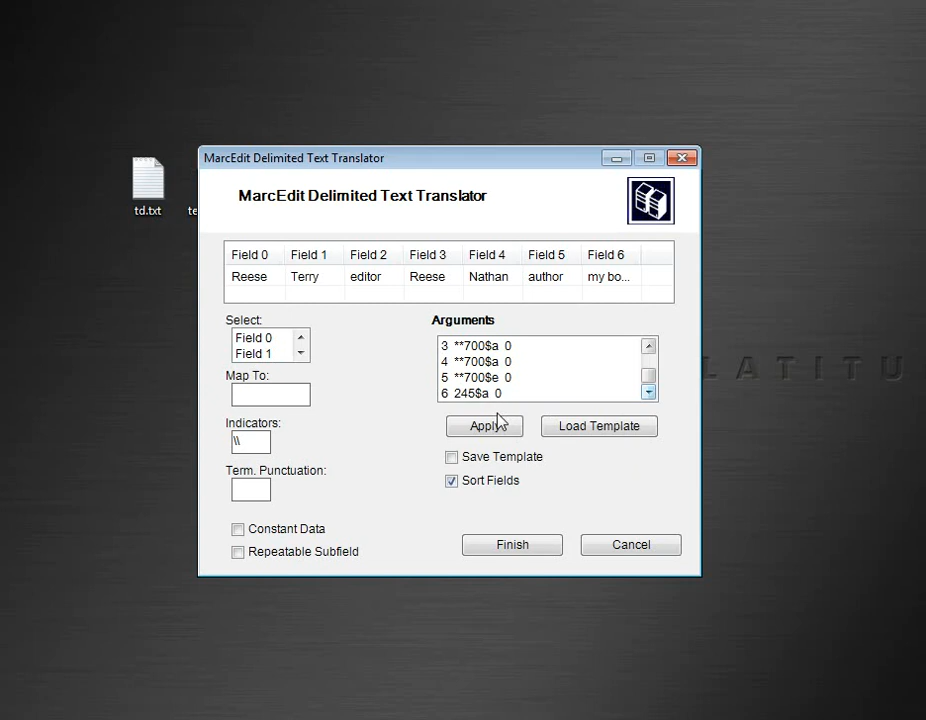 MarcEdit Delimited Text Translator
MarcEdit Delimited Text Translator
td.txt
te
Field 0 Field 1 Field 2 Field 3 Field 4 Field 5 Field 6
Reese Terry editor Reese Nathan author my bo...
Select:
Arguments
Field 0
Field 1
3 **700$a 0
4 **700$a 0
5 **700$e 0
6 245$a 0
Map To:
Indicators:
\\
Apply
Load Template
Save Template
Term. Punctuation:
Sort Fields
Constant Data
Repeatable Subfield
Finish
Cancel
LATITU